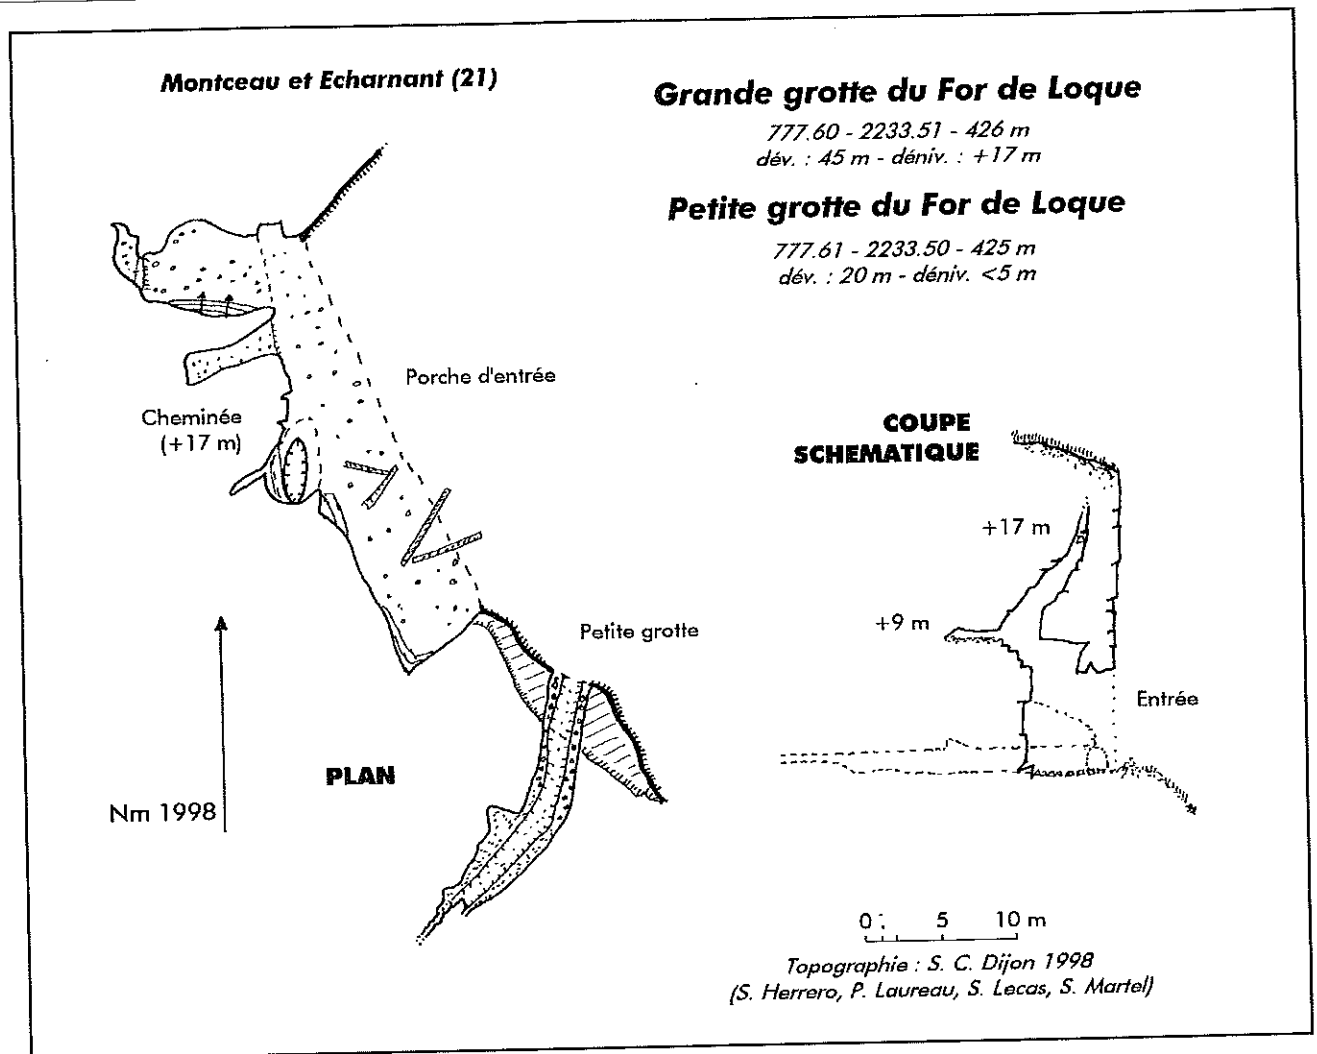 Montceau et Echarnant (21)
Grande grotte du For de Loque
777.60 - 2233.51 - 426 m
dév. : 45 m - déniv. : +17 m
Petite grotte du For de Loque
777.61 - 2233.50 - 425 m
dév. : 20 m - déniv. <5 m
Porche d'entrée
Cheminée
(+17 m)
COUPE
SCHEMATIQUE
+17 m
+9 m
Petite grotte
Entrée
PLAN
Nm 1998
0 5 10 m
Topographie : S. C. Dijon 1998
(S. Herrero, P. Laureau, S. Lecas, S. Martel)